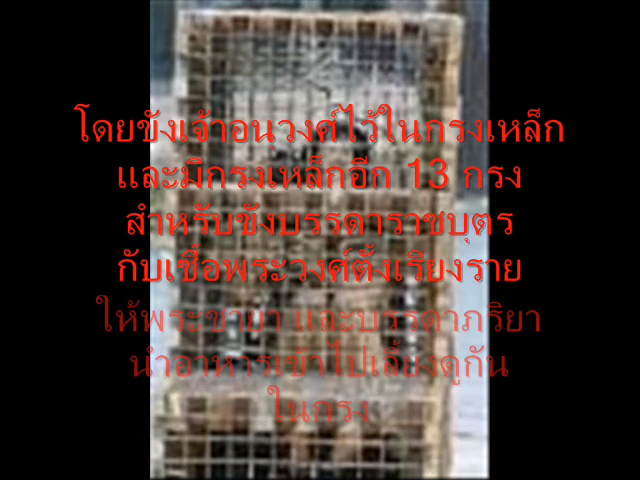 โดยขังเจ้าอนุวงศ์ไว้ในกรงเหล็ก
และมีกรงเหล็กอีก 13 กรง
สำหรับขังบรรดาราชบุตร
กับเชื้อพระวงศ์ตั้งเรียงราย
ให้พระชายา และบรรดาภริยา
นำอาหารเข้าไปเลี้ยงดูกัน
ในกรง